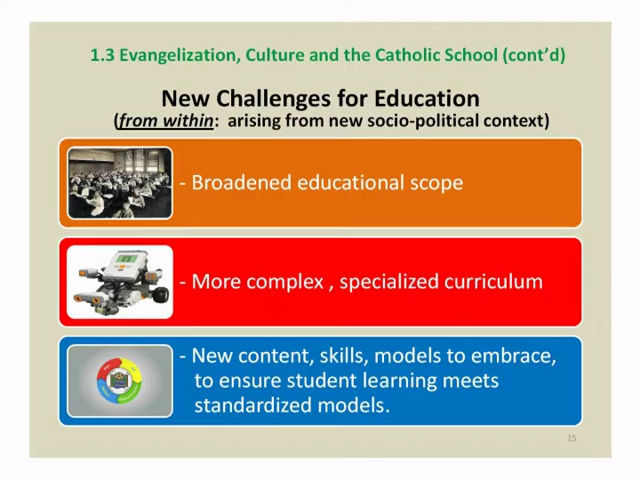 1.3 Evangelization, Culture and the Catholic School (cont'd)
New Challenges for Education
(from within: arising from new socio-political context)
- Broadened educational scope
- More complex , specialized curriculum
- New content, skills, models to embrace,
to ensure student learning meets
standardized models.
15